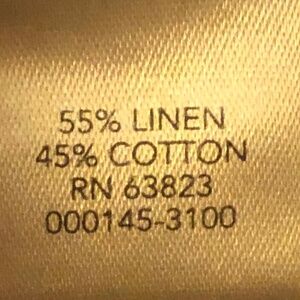 55% LINEN
45% COTTON
RN 63823
000145-3100